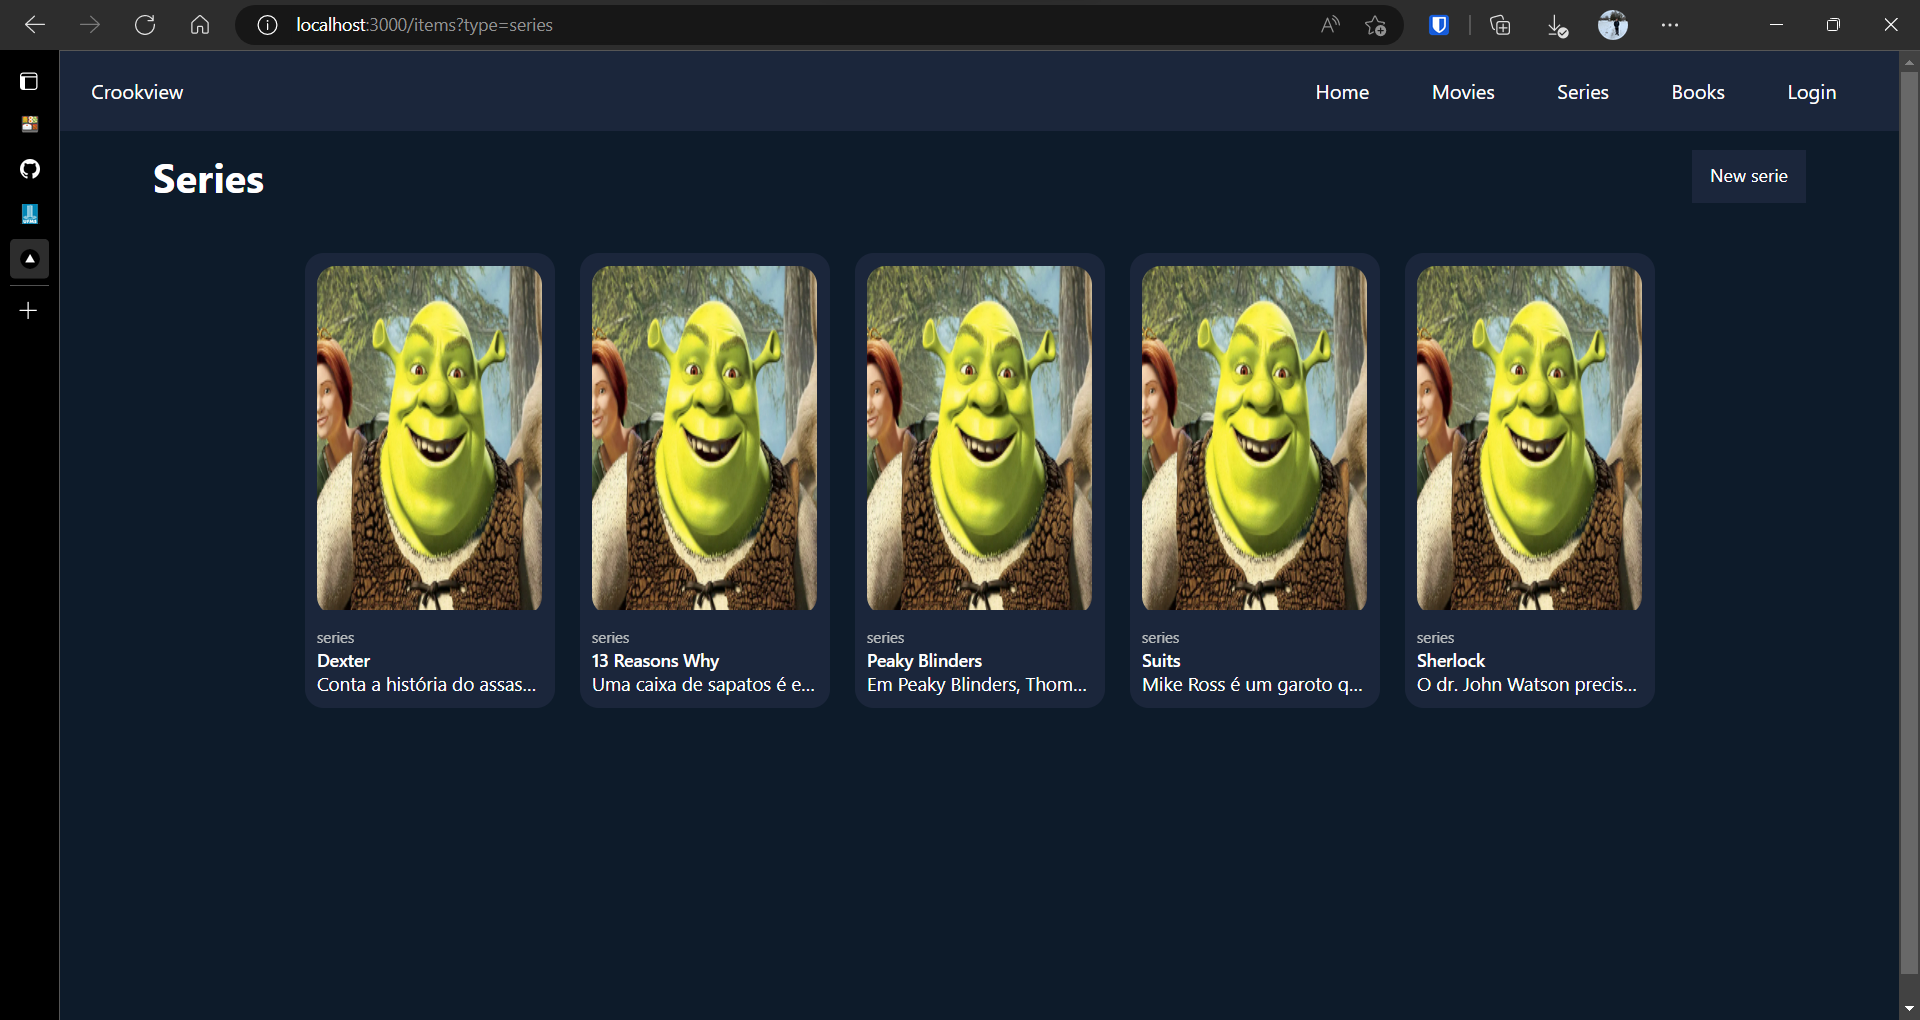 localhost:3000/items?type=series
Crookview
Home
Movies
Series
Books
Login
Series
New serie
series
Dexter
Conta a história do assas...
series
13 Reasons Why
Uma caixa de sapatos é e...
series
Peaky Blinders
Em Peaky Blinders, Thom...
series
Suits
Mike Ross é um garoto q...
series
Sherlock
O dr. John Watson precis...